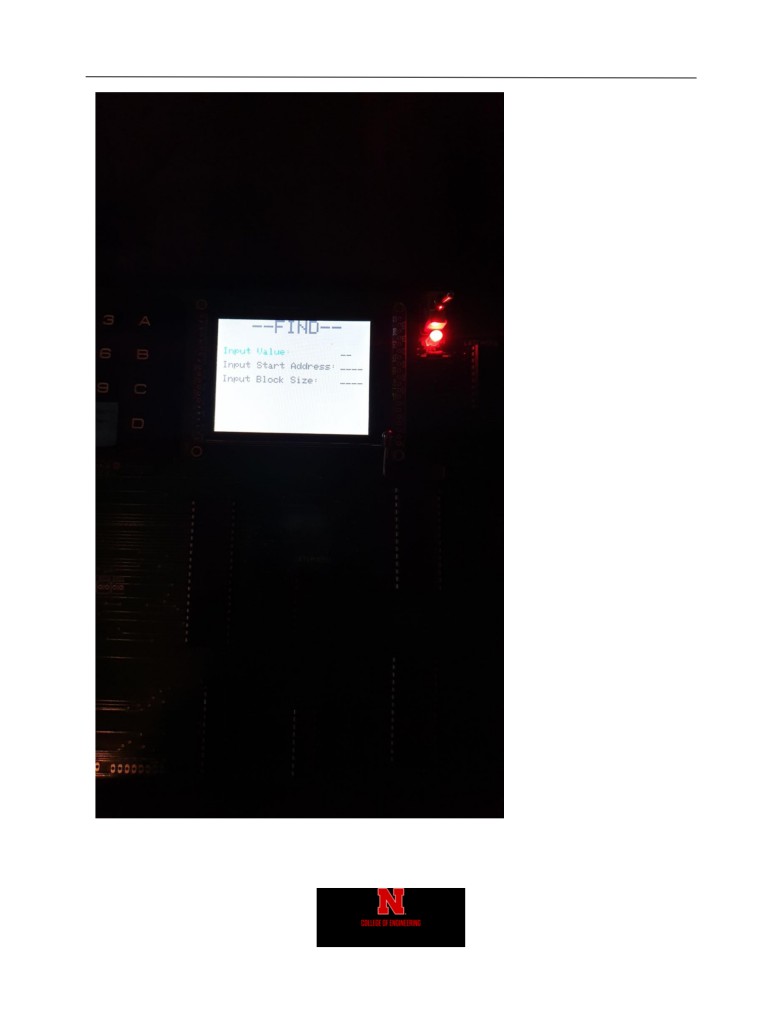 --FIND--
3 A
Input Value: __
6 B
Input Start Address: ____
Input Block Size: ____
9 C
D
N
COLLEGE OF ENGINEERING